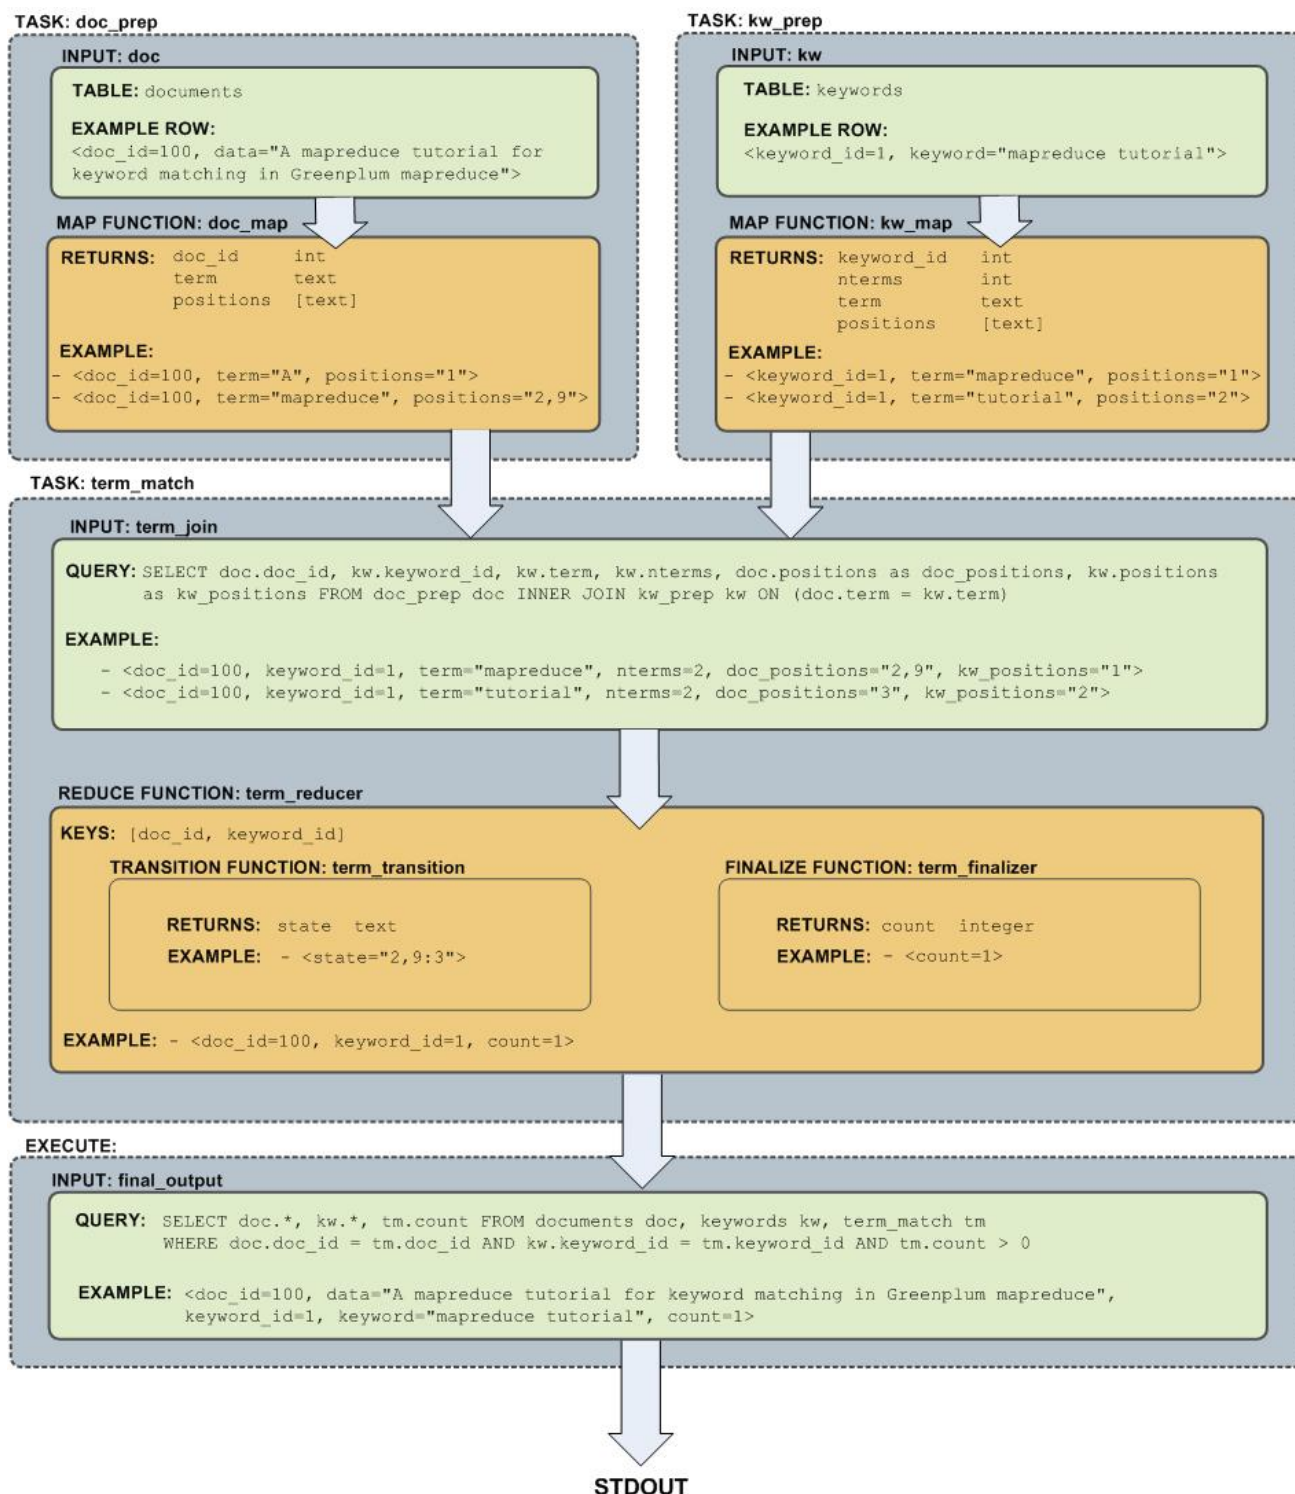 TASK: doc_prep
INPUT: doc
TABLE: documents
EXAMPLE ROW:
<doc_id=100, data="A mapreduce tutorial for
keyword matching in Greenplum mapreduce">
MAP FUNCTION: doc_map
RETURNS: doc_id int
term text
positions [text]
EXAMPLE:
- <doc_id=100, term="A", positions="1">
- <doc_id=100, term="mapreduce", positions="2,9">
TASK: kw_prep
INPUT: kw
TABLE: keywords
EXAMPLE ROW:
<keyword_id=1, keyword="mapreduce tutorial">
MAP FUNCTION: kw_map
RETURNS: keyword_id int
nterms int
term text
positions [text]
EXAMPLE:
- <keyword_id=1, term="mapreduce", positions="1">
- <keyword_id=1, term="tutorial", positions="2">
TASK: term_match
INPUT: term_join
QUERY: SELECT doc.doc_id, kw.keyword_id, kw.term, kw.nterms, doc.positions as doc_positions, kw.positions
as kw_positions FROM doc_prep doc INNER JOIN kw_prep kw ON (doc.term = kw.term)
EXAMPLE:
- <doc_id=100, keyword_id=1, term="mapreduce", nterms=2, doc_positions="2,9", kw_positions="1">
- <doc_id=100, keyword_id=1, term="tutorial", nterms=2, doc_positions="3", kw_positions="2">
REDUCE FUNCTION: term_reducer
KEYS: [doc_id, keyword_id]
TRANSITION FUNCTION: term_transition
RETURNS: state text
EXAMPLE: - <state="2,9:3">
FINALIZE FUNCTION: term_finalizer
RETURNS: count integer
EXAMPLE: - <count=1>
EXAMPLE: - <doc_id=100, keyword_id=1, count=1>
EXECUTE:
INPUT: final_output
QUERY: SELECT doc.*, kw.*, tm.count FROM documents doc, keywords kw, term_match tm
WHERE doc.doc_id = tm.doc_id AND kw.keyword_id = tm.keyword_id AND tm.count > 0
EXAMPLE: <doc_id=100, data="A mapreduce tutorial for keyword matching in Greenplum mapreduce",
keyword_id=1, keyword="mapreduce tutorial", count=1>
STDOUT